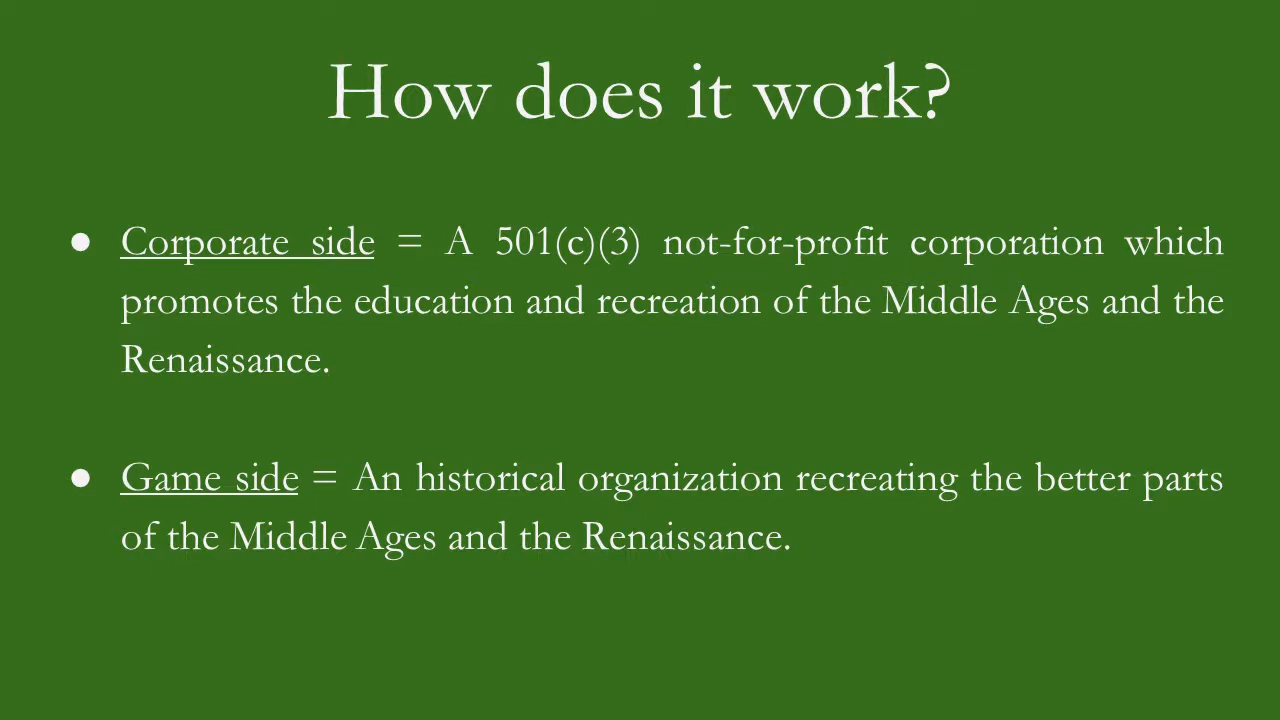 How does it work?
● Corporate side = A 501(c)(3) not-for-profit corporation which
promotes the education and recreation of the Middle Ages and the
Renaissance.
● Game side = An historical organization recreating the better parts
of the Middle Ages and the Renaissance.